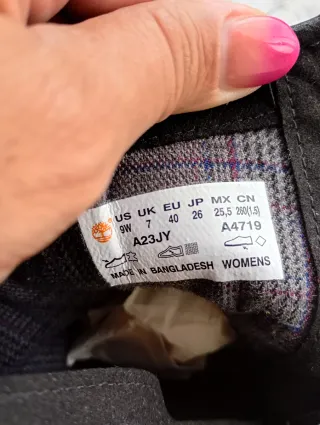 US UK EU JP MX CN
9W 7 40 26 25,5 260(1.5)
A23JY A4719
MADE IN BANGLADESH WOMENS